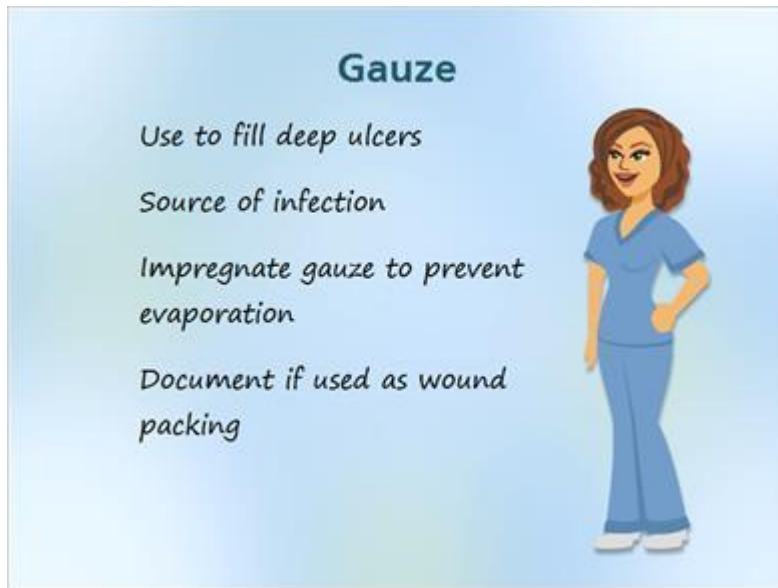 Gauze
Use to fill deep ulcers
Source of infection
Impregnate gauze to prevent
evaporation
Document if used as wound
packing